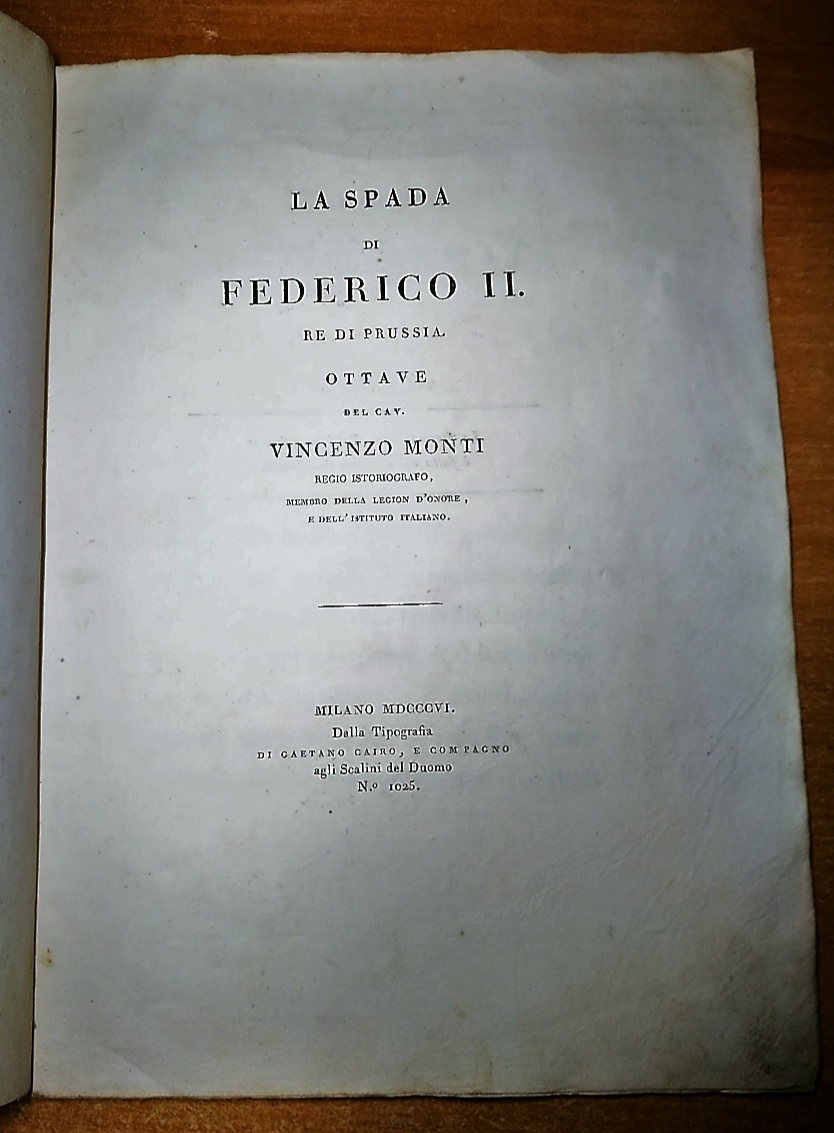 LA SPADA
DI
FEDERICO II.
RE DI PRUSSIA.
OTTAVE
DEL CAV.
VINCENZO MONTI
REGIO ISTORIOGRAFO,
MEMBRO DELLA LEGION D'ONORE,
E DELL' ISTITUTO ITALIANO.
MILANO MDCCCVI.
Dalla Tipografia
DI GAETANO CAIRO, E COMPAGNO
agli Scalini del Duomo
N.º 1025.